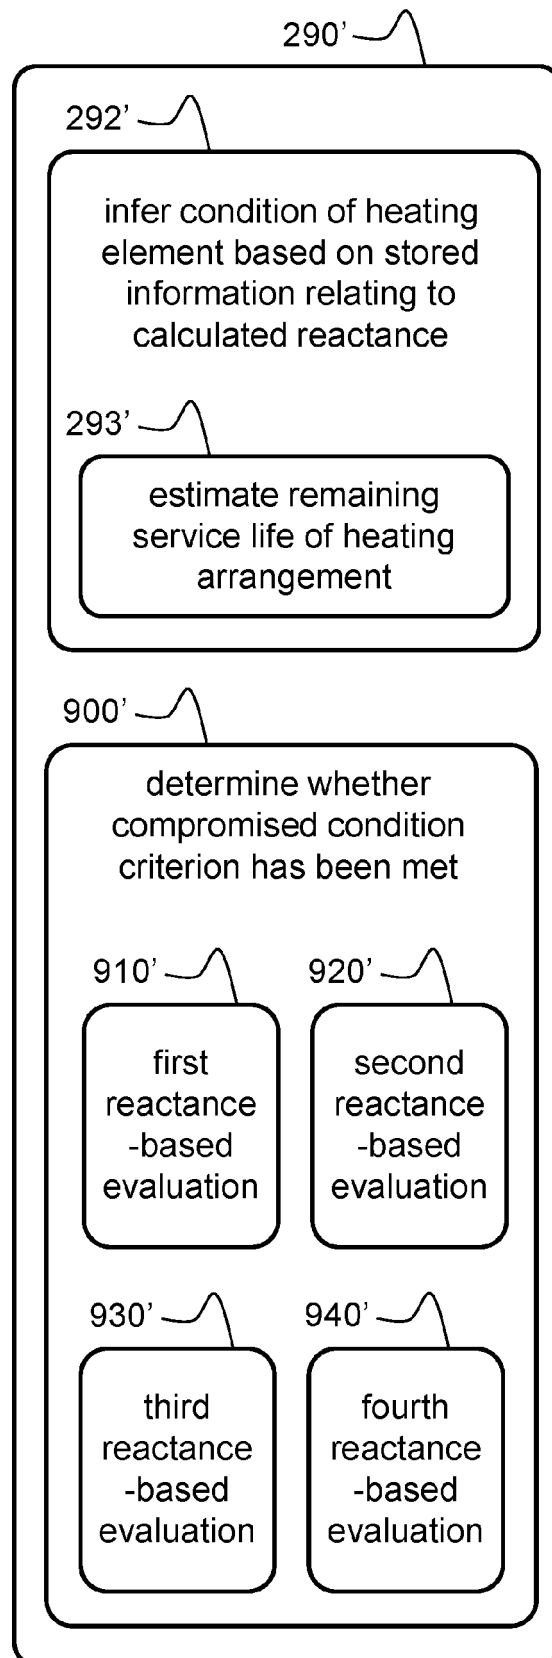 290’
292’
infer condition of heating
element based on stored
information relating to
calculated reactance
293’
estimate remaining
service life of heating
arrangement
900’
determine whether
compromised condition
criterion has been met
910’
first
reactance
-based
evaluation
920’
second
reactance
-based
evaluation
930’
third
reactance
-based
evaluation
940’
fourth
reactance
-based
evaluation